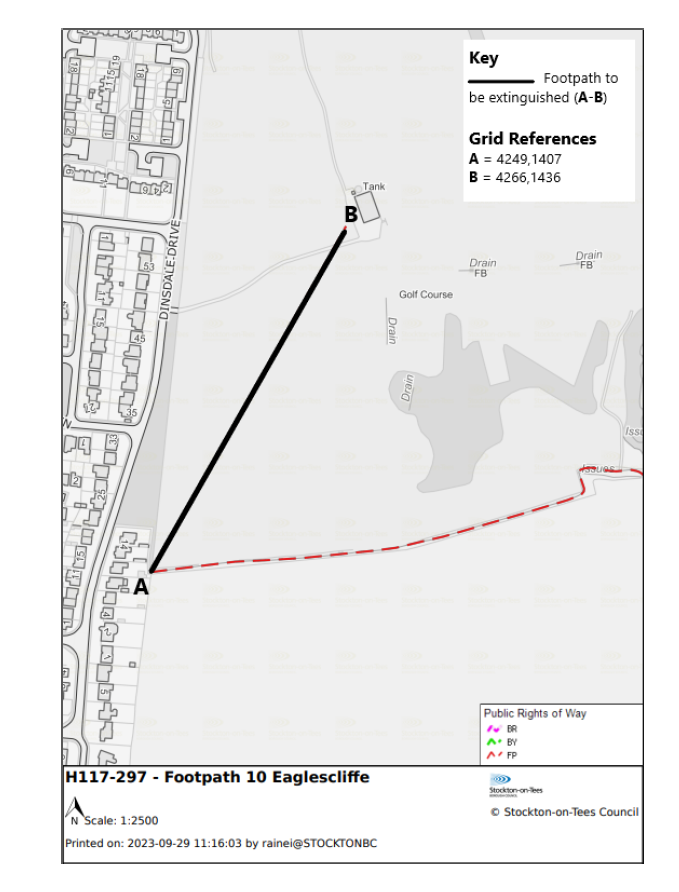 Key
Footpath to
be extinguished (A-B)
Grid References
A = 4249,1407
B = 4266,1436
Tank
B
DINSDALE DRIVE
53
45
35
33
25
Drain
FB
Drain
FB
Golf Course
Drain
Drain
Issues
A
Public Rights of Way
BR
BY
FP
H117-297 - Footpath 10 Eaglescliffe
N Scale: 1:2500
Printed on: 2023-09-29 11:16:03 by rainei@STOCKTONBC
Stockton-on-Tees
© Stockton-on-Tees Council